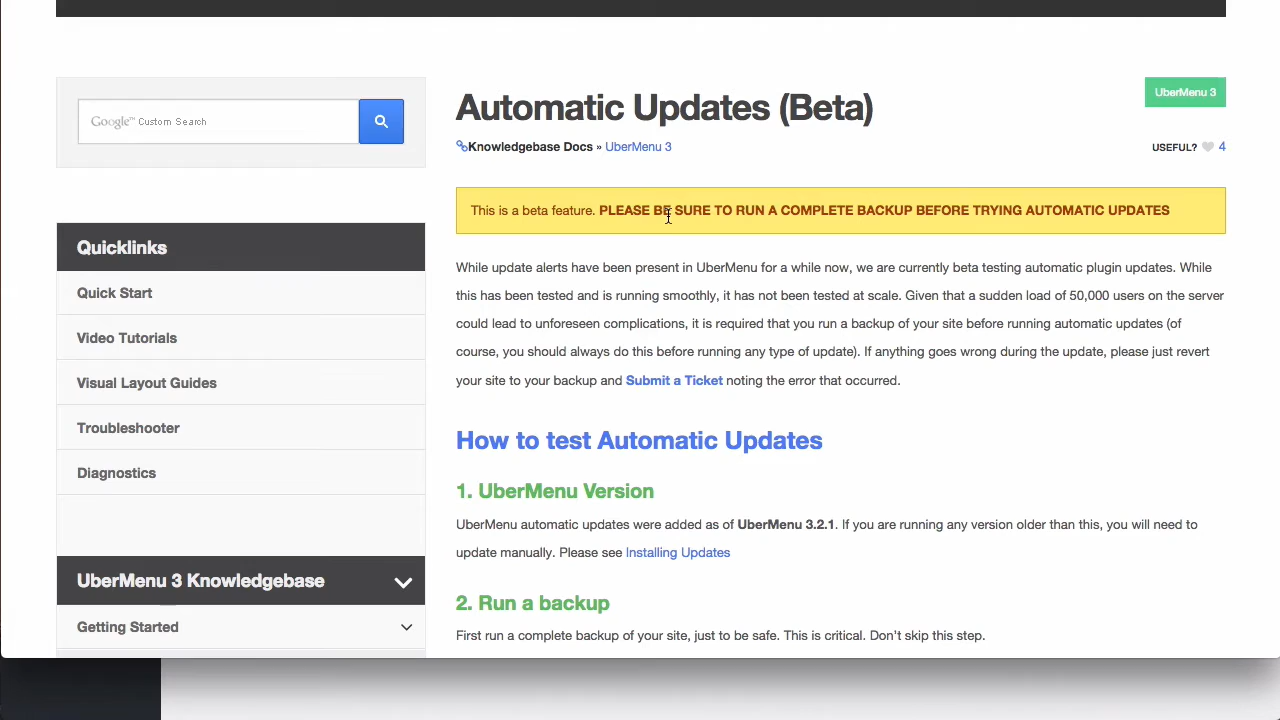 Google™ Custom Search
Automatic Updates (Beta)
UberMenu 3
Knowledgebase Docs » UberMenu 3
USEFUL? 4
This is a beta feature. PLEASE BE SURE TO RUN A COMPLETE BACKUP BEFORE TRYING AUTOMATIC UPDATES
Quicklinks
Quick Start
Video Tutorials
Visual Layout Guides
Troubleshooter
Diagnostics
UberMenu 3 Knowledgebase
Getting Started
While update alerts have been present in UberMenu for a while now, we are currently beta testing automatic plugin updates. While
this has been tested and is running smoothly, it has not been tested at scale. Given that a sudden load of 50,000 users on the server
could lead to unforeseen complications, it is required that you run a backup of your site before running automatic updates (of
course, you should always do this before running any type of update). If anything goes wrong during the update, please just revert
your site to your backup and Submit a Ticket noting the error that occurred.
How to test Automatic Updates
1. UberMenu Version
UberMenu automatic updates were added as of UberMenu 3.2.1. If you are running any version older than this, you will need to
update manually. Please see Installing Updates
2. Run a backup
First run a complete backup of your site, just to be safe. This is critical. Don't skip this step.